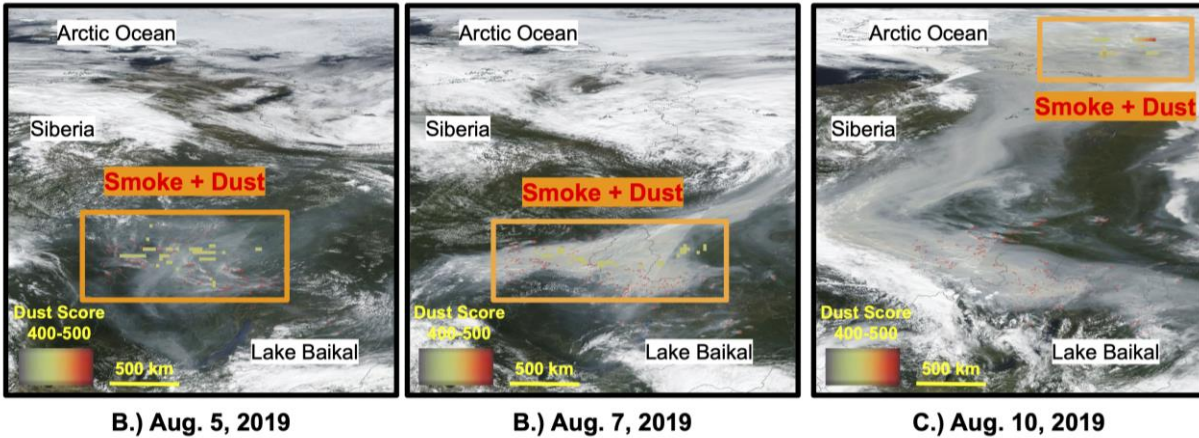 Arctic Ocean
Siberia
Smoke + Dust
Dust Score
400-500
500 km
Lake Baikal
B.) Aug. 5, 2019
Arctic Ocean
Siberia
Smoke + Dust
Dust Score
400-500
500 km
Lake Baikal
B.) Aug. 7, 2019
Arctic Ocean
Smoke + Dust
Siberia
Dust Score
400-500
500 km
Lake Baikal
C.) Aug. 10, 2019